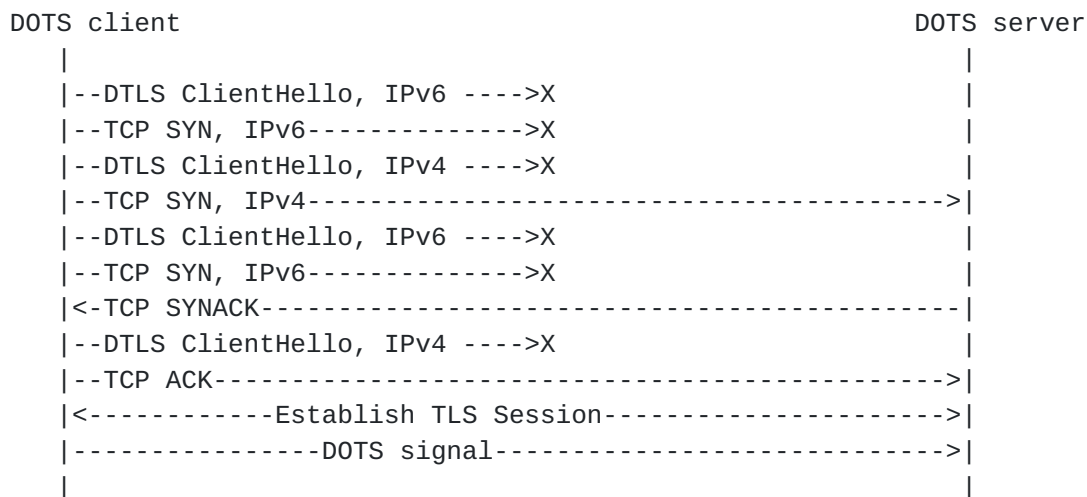 DOTS client                                               DOTS server
   |                                                          |
   |--DTLS ClientHello, IPv6 ---->X                           |
   |--TCP SYN, IPv6-------------->X                           |
   |--DTLS ClientHello, IPv4 ---->X                           |
   |--TCP SYN, IPv4----------------------------------------->|
   |--DTLS ClientHello, IPv6 ---->X                           |
   |--TCP SYN, IPv6-------------->X                           |
   |<-TCP SYNACK---------------------------------------------|
   |--DTLS ClientHello, IPv4 ---->X                           |
   |--TCP ACK----------------------------------------------->|
   |<------------Establish TLS Session---------------------->|
   |----------------DOTS signal----------------------------->|
   |                                                          |